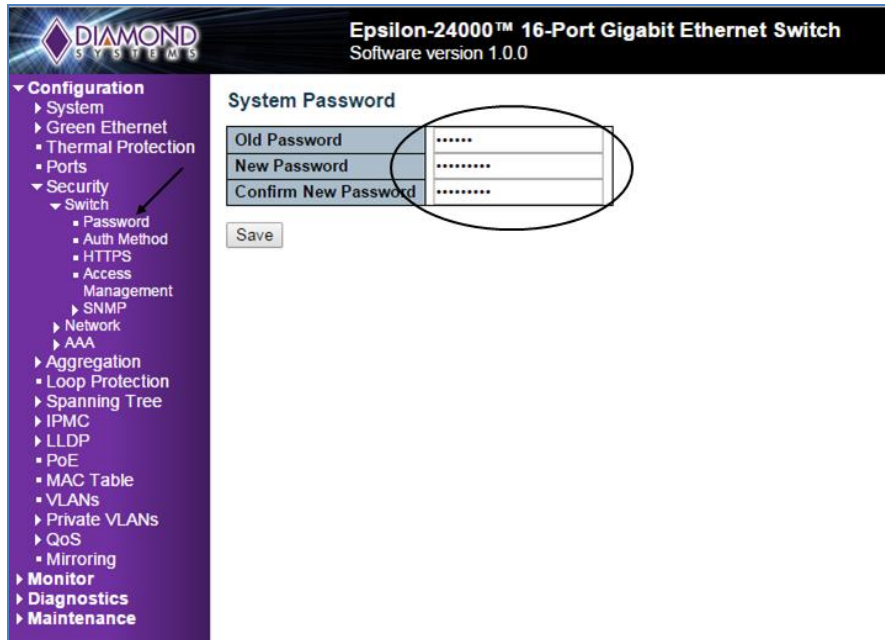 DIAMOND
SYSTEMS
Epsilon-24000™ 16-Port Gigabit Ethernet Switch
Software version 1.0.0
Configuration
System
Green Ethernet
Thermal Protection
Ports
Security
Switch
Password
Auth Method
HTTPS
Access
Management
SNMP
Network
AAA
Aggregation
Loop Protection
Spanning Tree
IPMC
LLDP
PoE
MAC Table
VLANs
Private VLANs
QoS
Mirroring
Monitor
Diagnostics
Maintenance
System Password
Old Password ••••••
New Password •••••••••
Confirm New Password •••••••••
Save